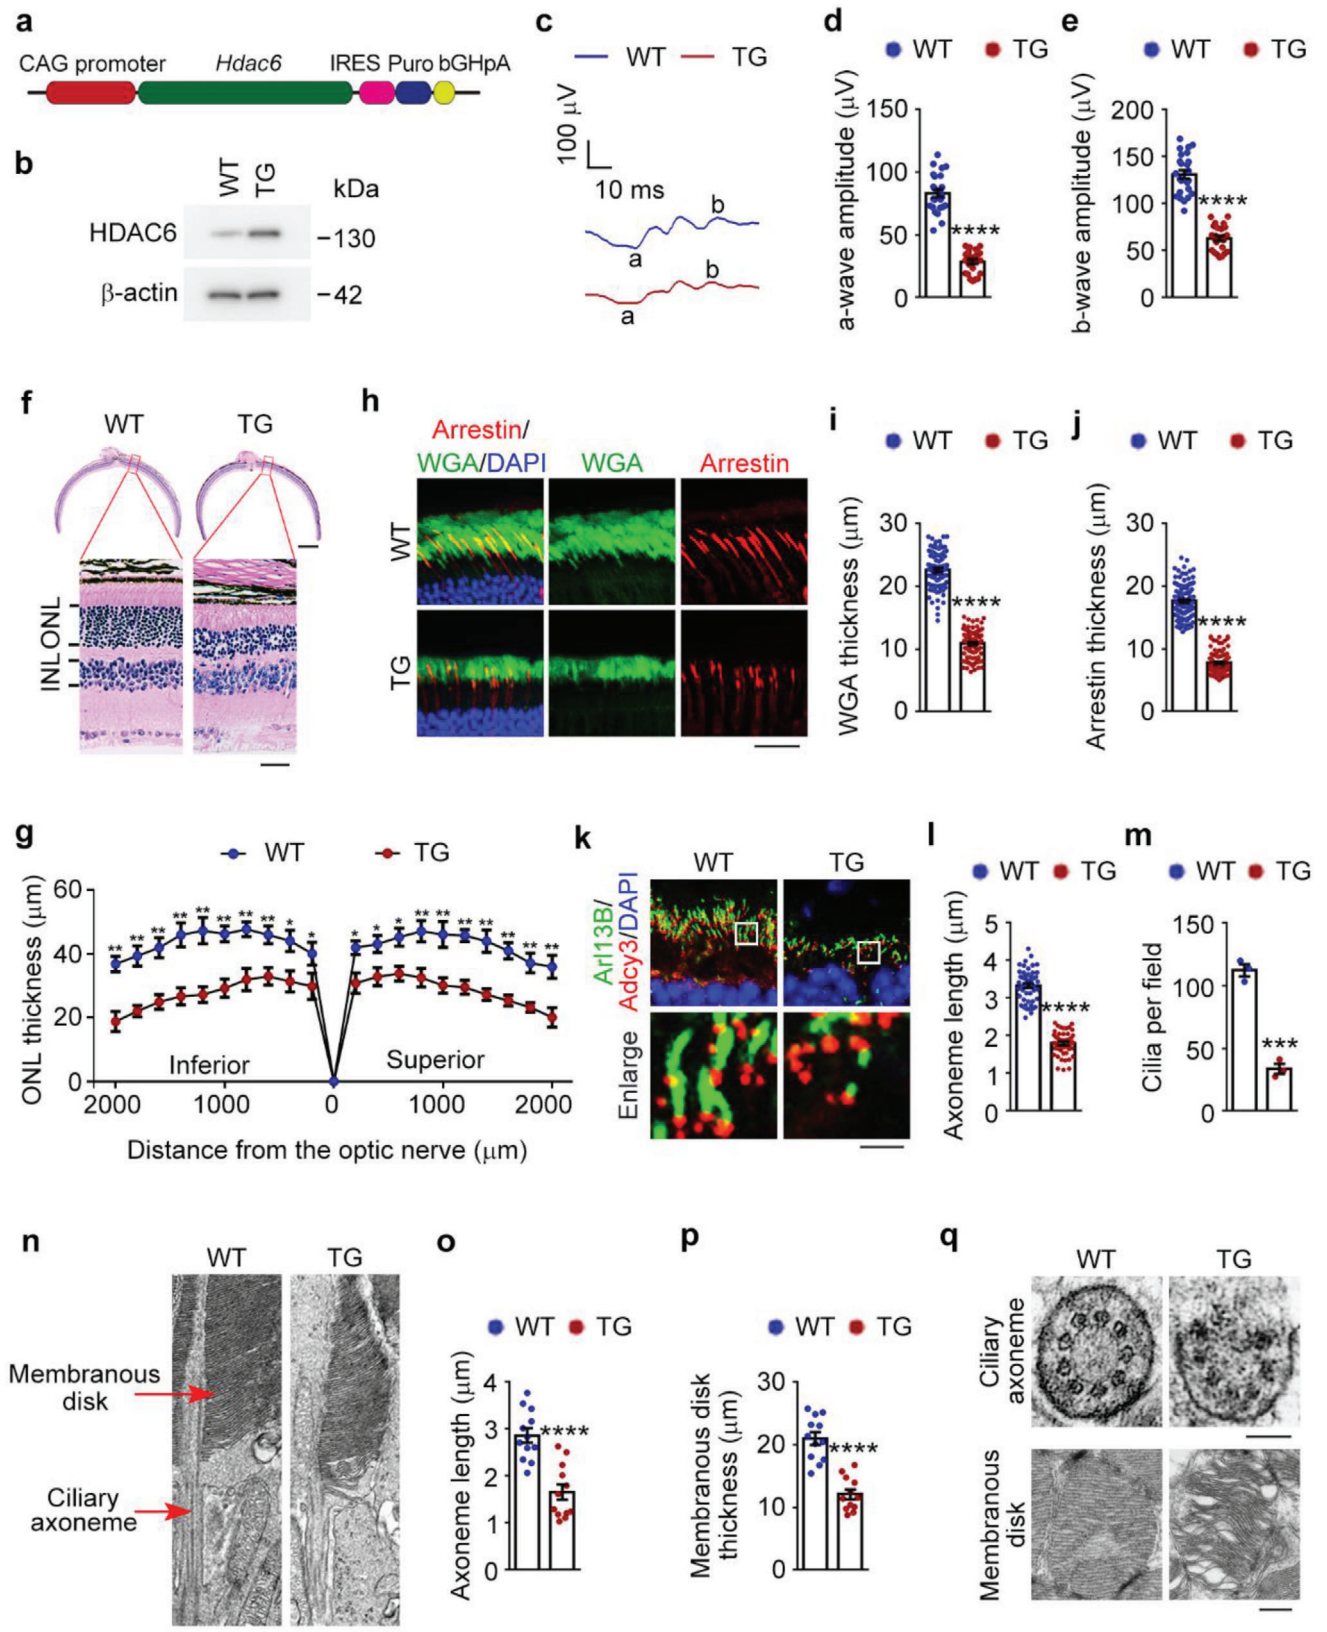 a
CAG promoter Hdac6 IRES Puro bGHpA
b
WT TG kDa
HDAC6 −130
β-actin −42
c
WT TG
100 μV
10 ms
b
a
b
a
d
WT TG
a-wave amplitude (μV)
150
100
50
0
****
e
WT TG
b-wave amplitude (μV)
200
150
100
50
0
****
f
WT TG
ONL
INL
h
Arrestin/
WGA/DAPI WGA Arrestin
WT
TG
i
WT TG
WGA thickness (μm)
30
20
10
0
****
j
WT TG
Arrestin thickness (μm)
30
20
10
0
****
g
WT TG
ONL thickness (μm)
60
40
20
0
** ** ** ** ** ** ** ** * * * * * ** ** ** ** ** ** **
Inferior Superior
2000 1000 0 1000 2000
Distance from the optic nerve (μm)
k
WT TG
Arl13B/
Adcy3/DAPI
Enlarge
l
WT TG
Axoneme length (μm)
5
4
3
2
1
0
****
m
WT TG
Cilia per field
150
100
50
0
***
n
WT TG
Membranous
disk
Ciliary
axoneme
o
WT TG
Axoneme length (μm)
4
3
2
1
0
****
p
WT TG
Membranous disk
thickness (μm)
30
20
10
0
****
q
WT TG
Ciliary
axoneme
Membranous
disk